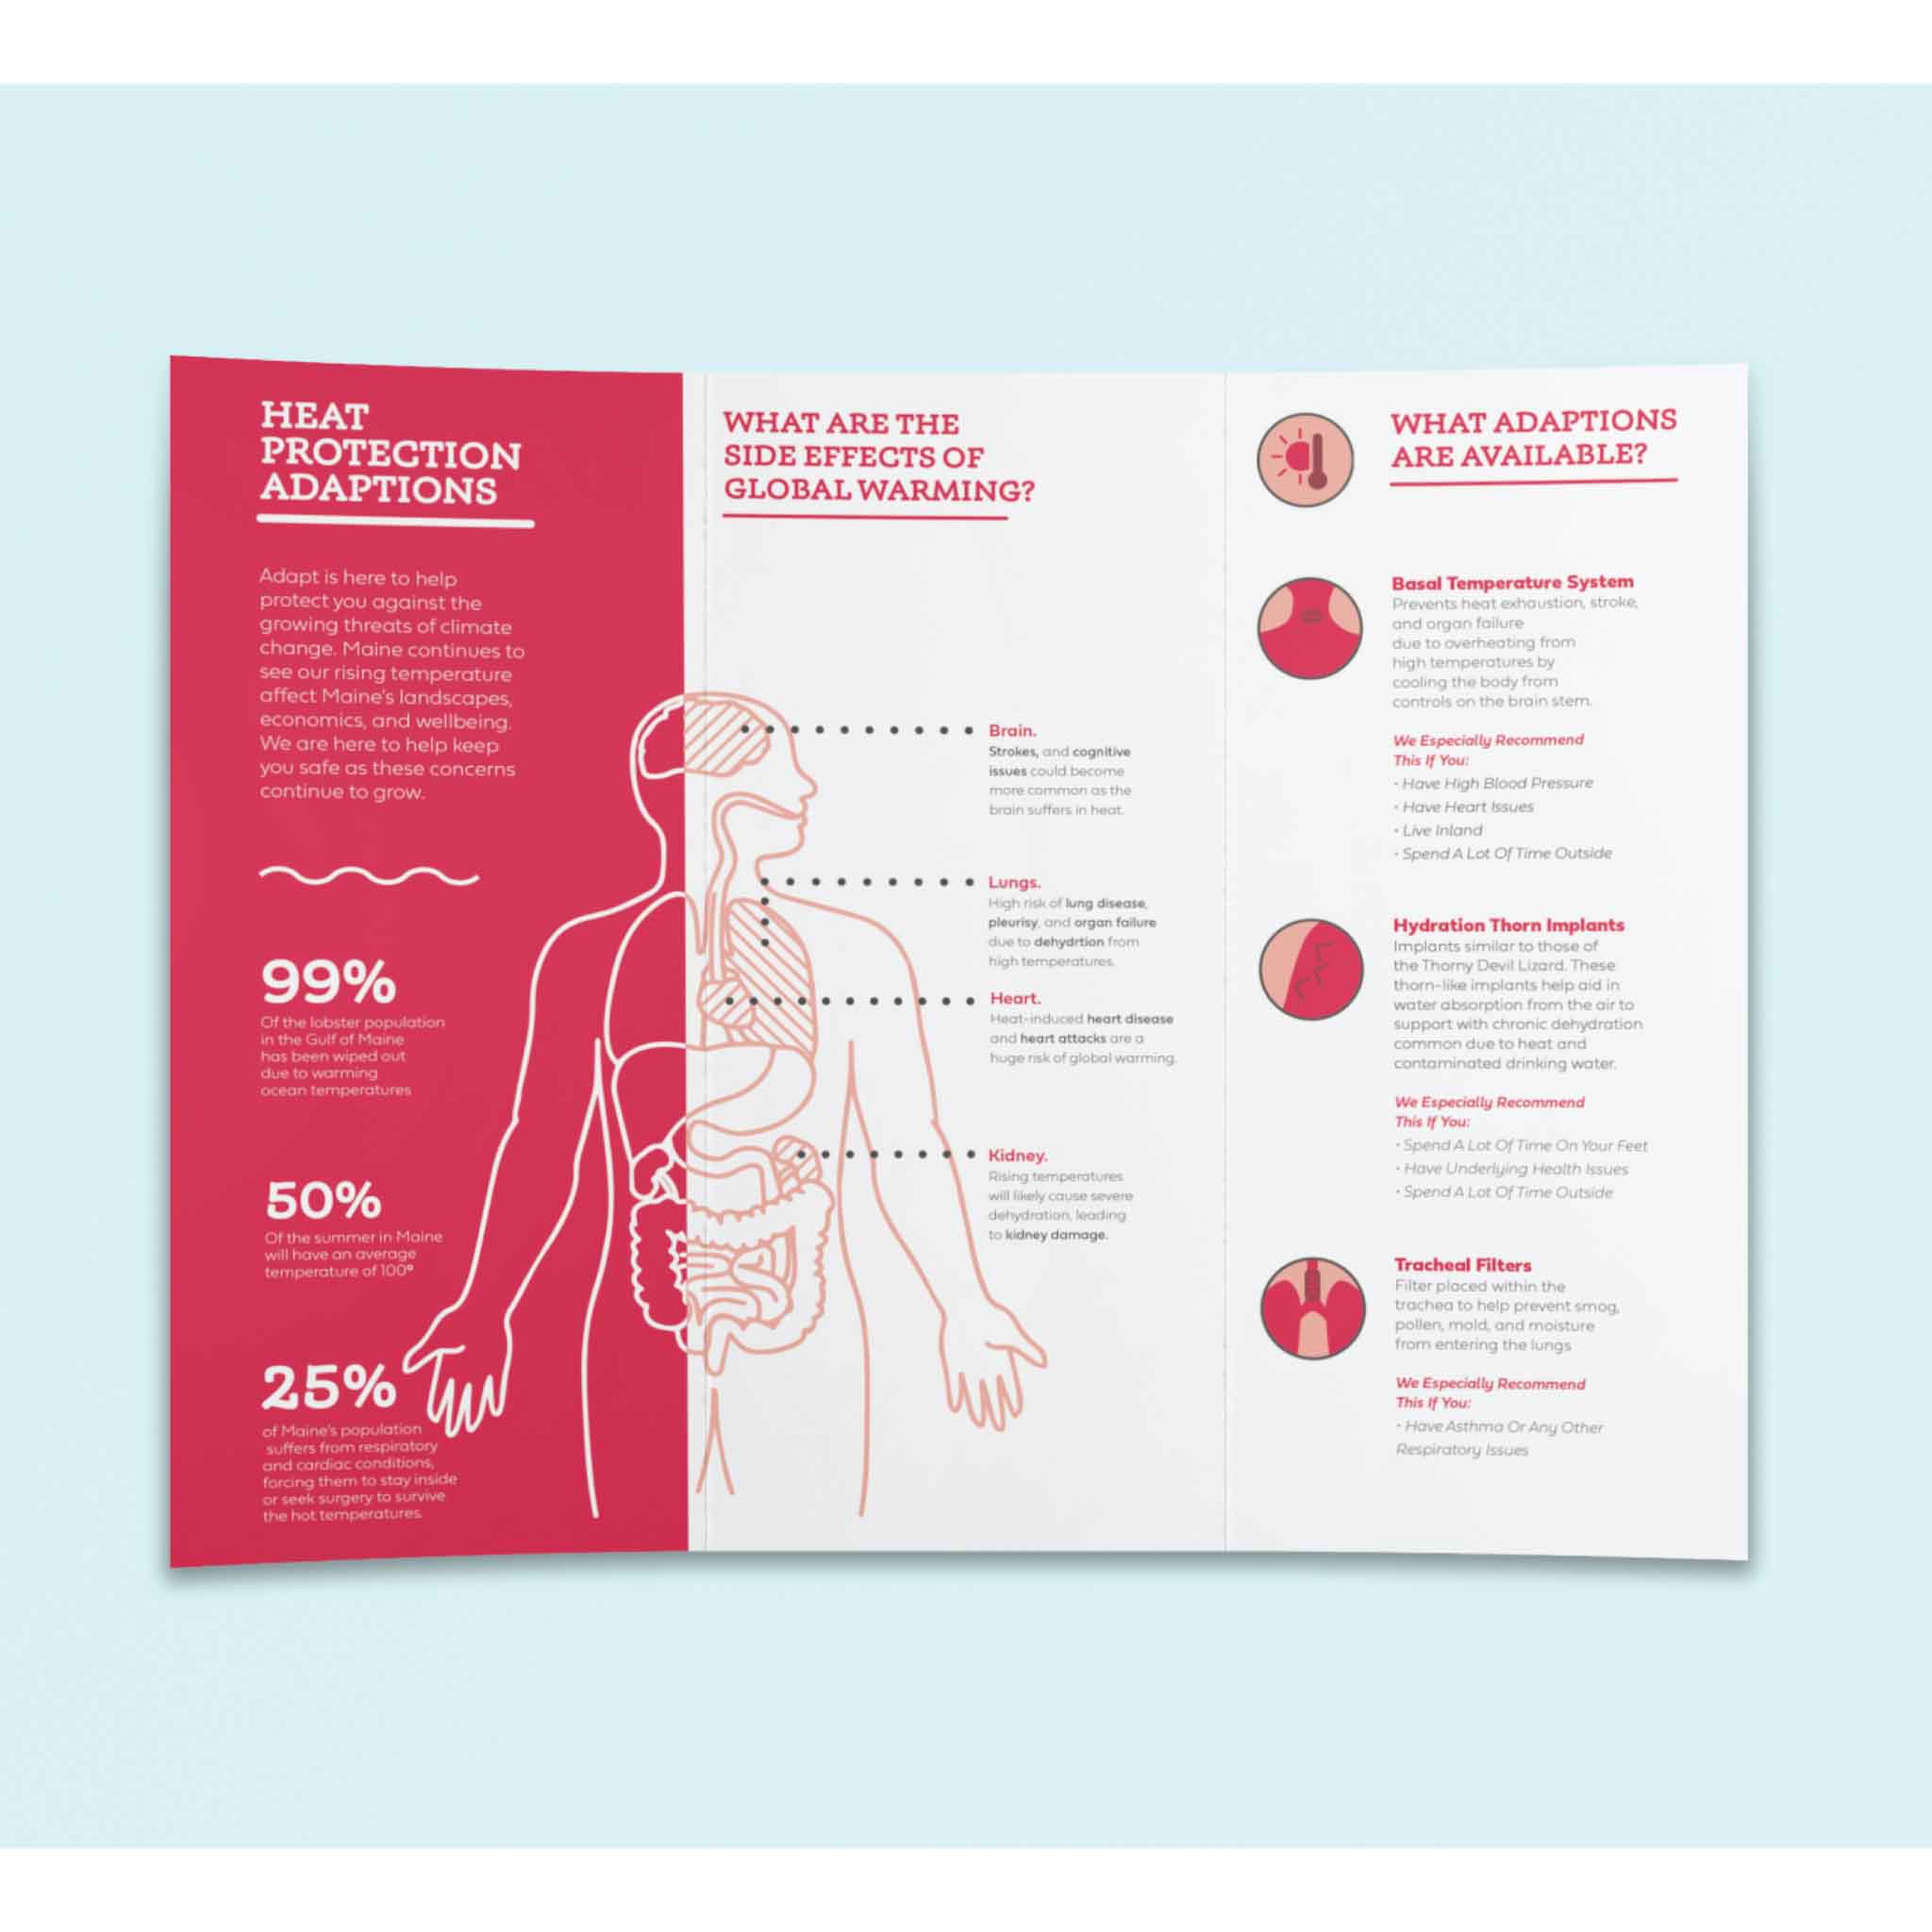 HEAT
PROTECTION
ADAPTIONS
Adapt is here to help
protect you against the
growing threats of climate
change. Maine continues to
see our rising temperature
affect Maine's landscapes,
economics, and wellbeing.
We are here to help keep
you safe as these concerns
continue to grow.
99%
Of the lobster population
in the Gulf of Maine
has been wiped out
due to warming
ocean temperatures
50%
Of the summer in Maine
will have an average
temperature of 100°
25%
of Maine's population
suffers from respiratory
and cardiac conditions,
forcing them to stay inside
or seek surgery to survive
the hot temperatures.
WHAT ARE THE
SIDE EFFECTS OF
GLOBAL WARMING?
Brain.
Strokes, and cognitive
issues could become
more common as the
brain suffers in heat.
Lungs.
High risk of lung disease,
pleurisy, and organ failure
due to dehydrtion from
high temperatures.
Heart.
Heat-induced heart disease
and heart attacks are a
huge risk of global warming.
Kidney.
Rising temperatures
will likely cause severe
dehydration, leading
to kidney damage.
WHAT ADAPTIONS
ARE AVAILABLE?
Basal Temperature System
Prevents heat exhaustion, stroke,
and organ failure
due to overheating from
high temperatures by
cooling the body from
controls on the brain stem.
We Especially Recommend
This If You:
· Have High Blood Pressure
· Have Heart Issues
· Live Inland
· Spend A Lot Of Time Outside
Hydration Thorn Implants
Implants similar to those of
the Thorny Devil Lizard. These
thorn-like implants help aid in
water absorption from the air to
support with chronic dehydration
common due to heat and
contaminated drinking water.
We Especially Recommend
This If You:
· Spend A Lot Of Time On Your Feet
· Have Underlying Health Issues
· Spend A Lot Of Time Outside
Tracheal Filters
Filter placed within the
trachea to help prevent smog,
pollen, mold, and moisture
from entering the lungs
We Especially Recommend
This If You:
· Have Asthma Or Any Other
Respiratory Issues